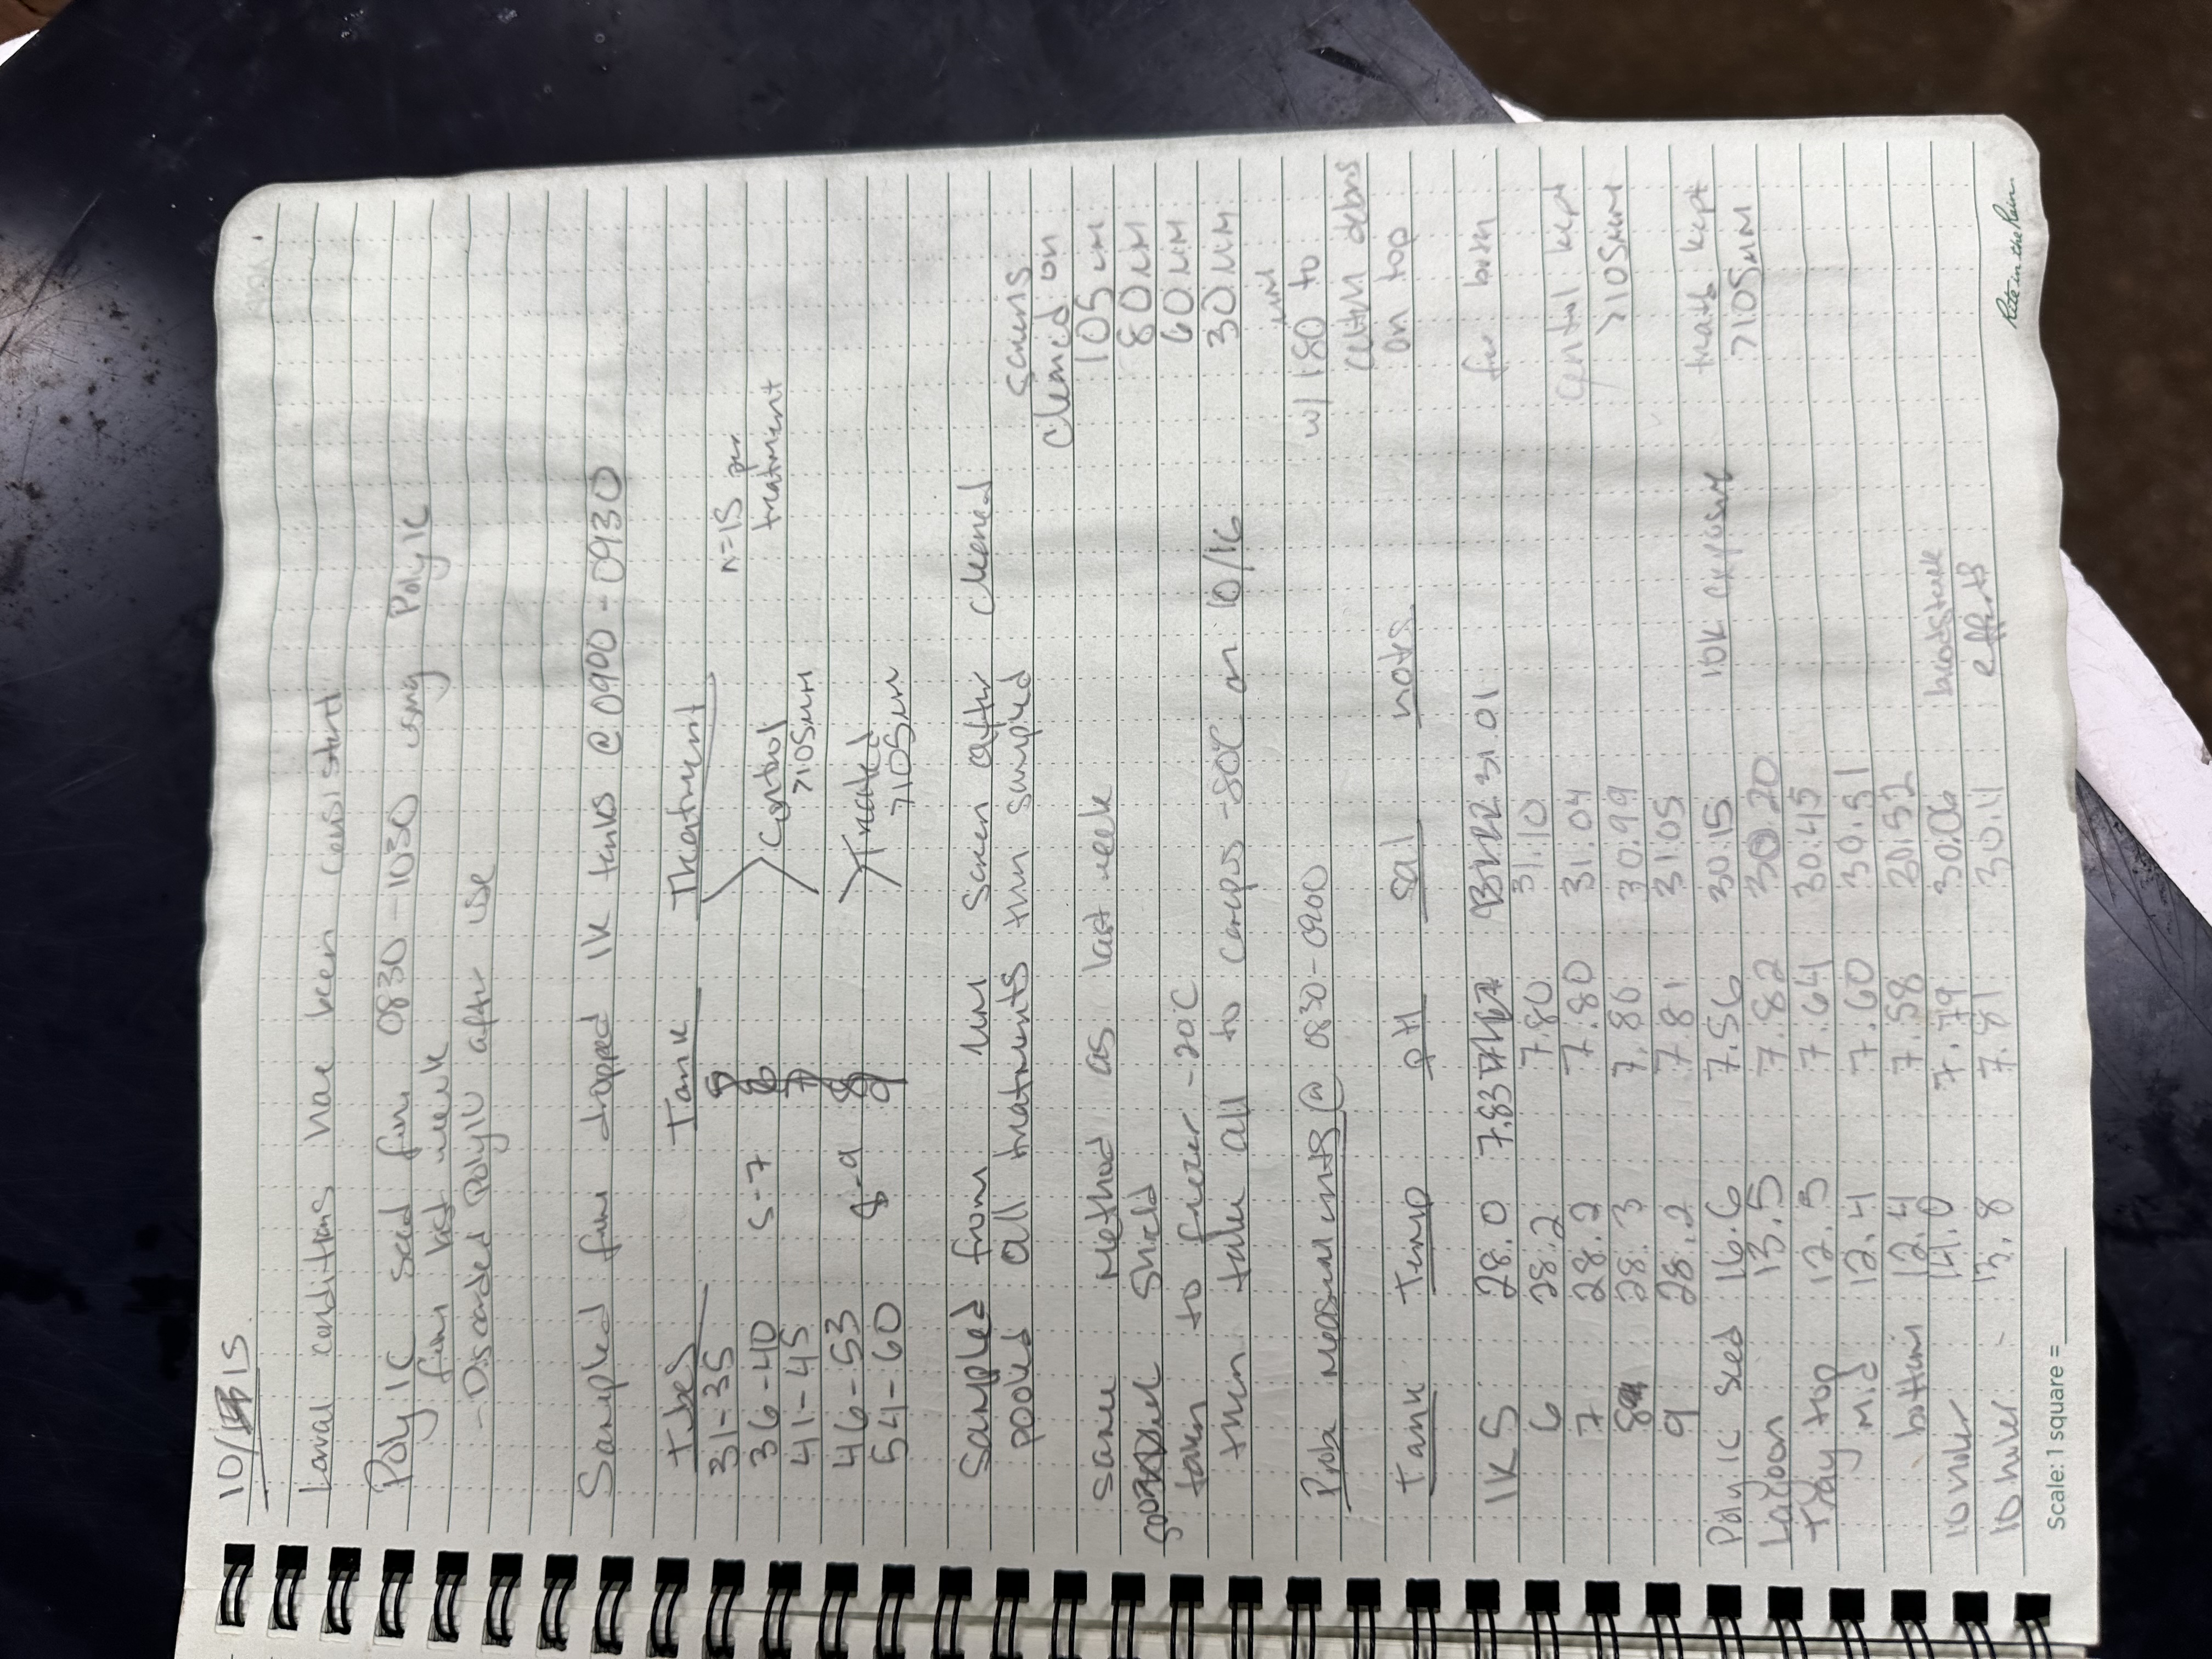 10/15
Larval conditions have been consistent
Poly IC seed from 0830-1030 using Poly IC
from last week
- Discarded Poly IC after use
Sampled from dropped 1k tanks @ 0900-0930
Tubes Tank Treatment
31-35
36-40 5-7 6 Control n=15 per treatment
41-45 7 >105um
46-53 8-9 8 Treated
54-60 9 >105um
Sampled from um screen after cleaned
pooled all treatments then sampled
screens
cleaned on
105 um
80 um
60 um
30 um
w/ 180 um to
catch debris
on top
for both
control kept
>105um
treats kept
>105um
same method as last week
500 shield
taken to freezer -20C
then take all to campus -80C on 10/16
Probe measurements @ 0830-0900
Tank Temp pH sal notes
1K 5 28.0 7.83 31.01
6 28.2 7.80 31.10
7 28.2 7.80 31.04
8 28.3 7.80 30.99
9 28.2 7.81 31.05
Poly IC seed 16.6 7.56 30.15 10K exposure
Lagoon 13.5 7.82 30.20
Tray top 12.5 7.64 30.45
mid 12.4 7.60 30.51
bottom 12.4 7.58 30.52
10 holer 14.0 7.79 30.06 broodstock
10 holer 13.8 7.81 30.11 efforts
Rite in the Rain
Scale: 1 square =